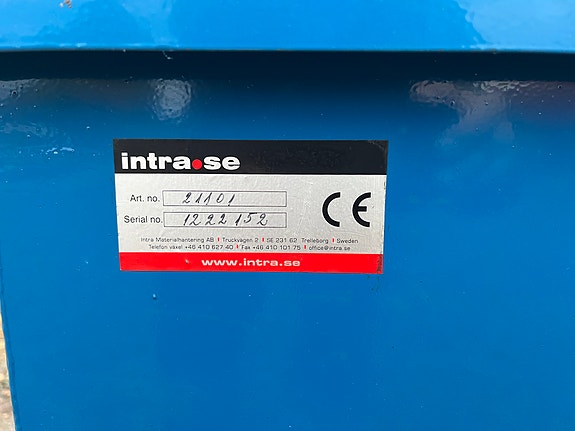 intra.se
Art. no. 21101
Serial no. 1222152
CE
Intra Materialhantering AB | Truckvägen 2 | SE 231 62 Trelleborg | Sweden
Telefon växel +46 410 627 40 | Fax +46 410 101 75 | office@intra.se
www.intra.se